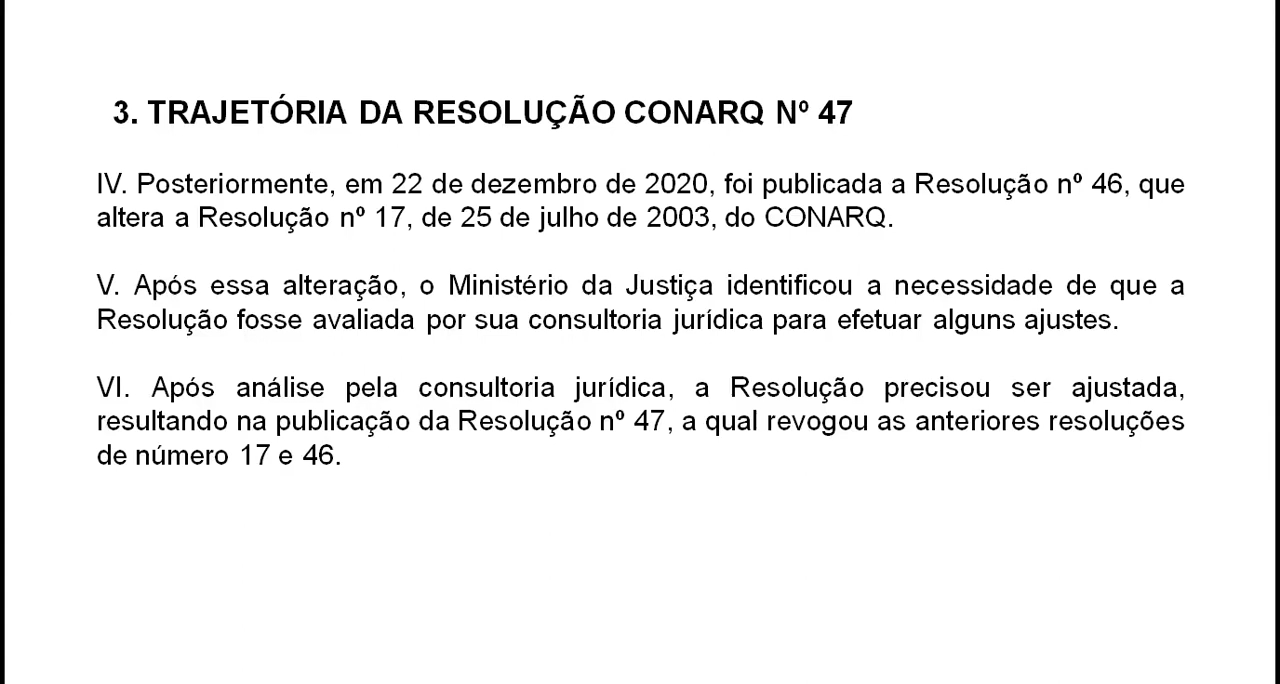 3. TRAJETÓRIA DA RESOLUÇÃO CONARQ Nº 47
IV. Posteriormente, em 22 de dezembro de 2020, foi publicada a Resolução nº 46, que
altera a Resolução nº 17, de 25 de julho de 2003, do CONARQ.
V. Após essa alteração, o Ministério da Justiça identificou a necessidade de que a
Resolução fosse avaliada por sua consultoria jurídica para efetuar alguns ajustes.
VI. Após análise pela consultoria jurídica, a Resolução precisou ser ajustada,
resultando na publicação da Resolução nº 47, a qual revogou as anteriores resoluções
de número 17 e 46.